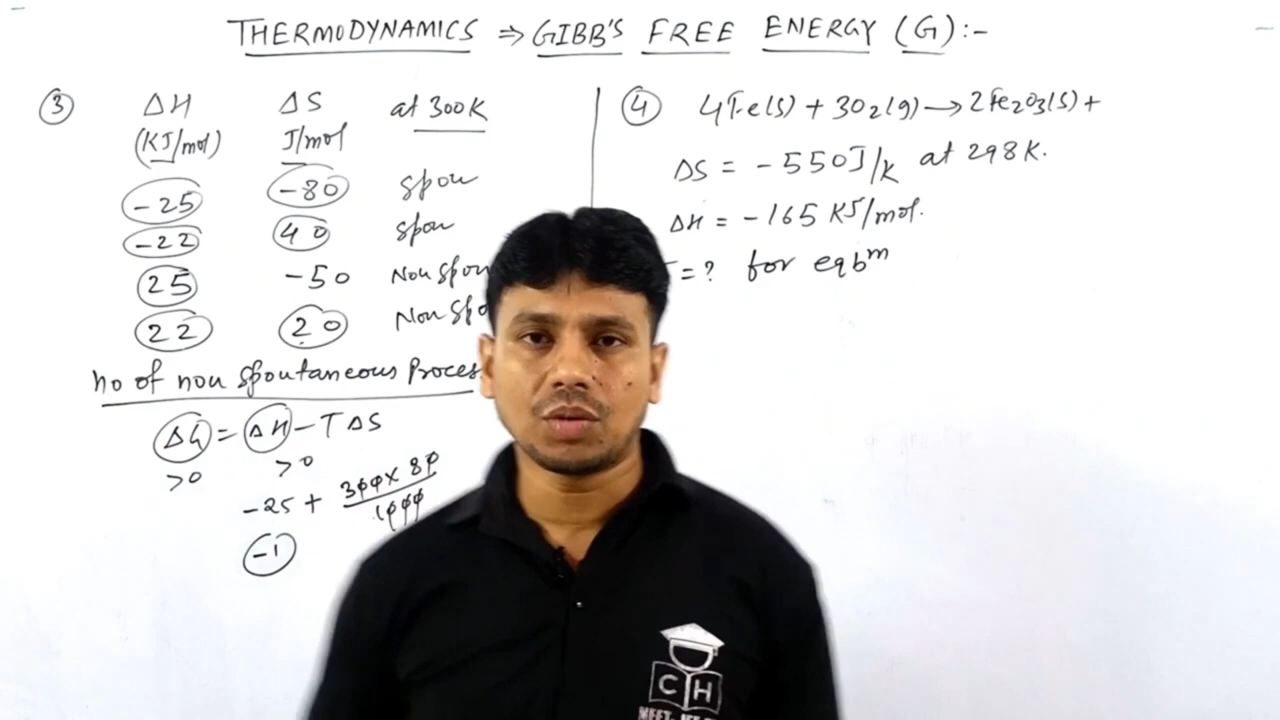 THERMODYNAMICS ⇒ GIBB'S FREE ENERGY (G):-
③ ΔH ΔS at 300K
(KJ/mol) J/mol
-25 -80 spon
-22 40 spon
25 -50 Non spon
22 20 Non spo
no of non spontaneous Proces
ΔG = ΔH - TΔS
>0 >0
-25 + 300 x 80
1000
-1
④ 4Fe(s) + 3O2(g) → 2Fe2O3(s) +
ΔS = -550J/k at 298K.
ΔH = -165 KJ/mol.
= ? for eqbm
CH